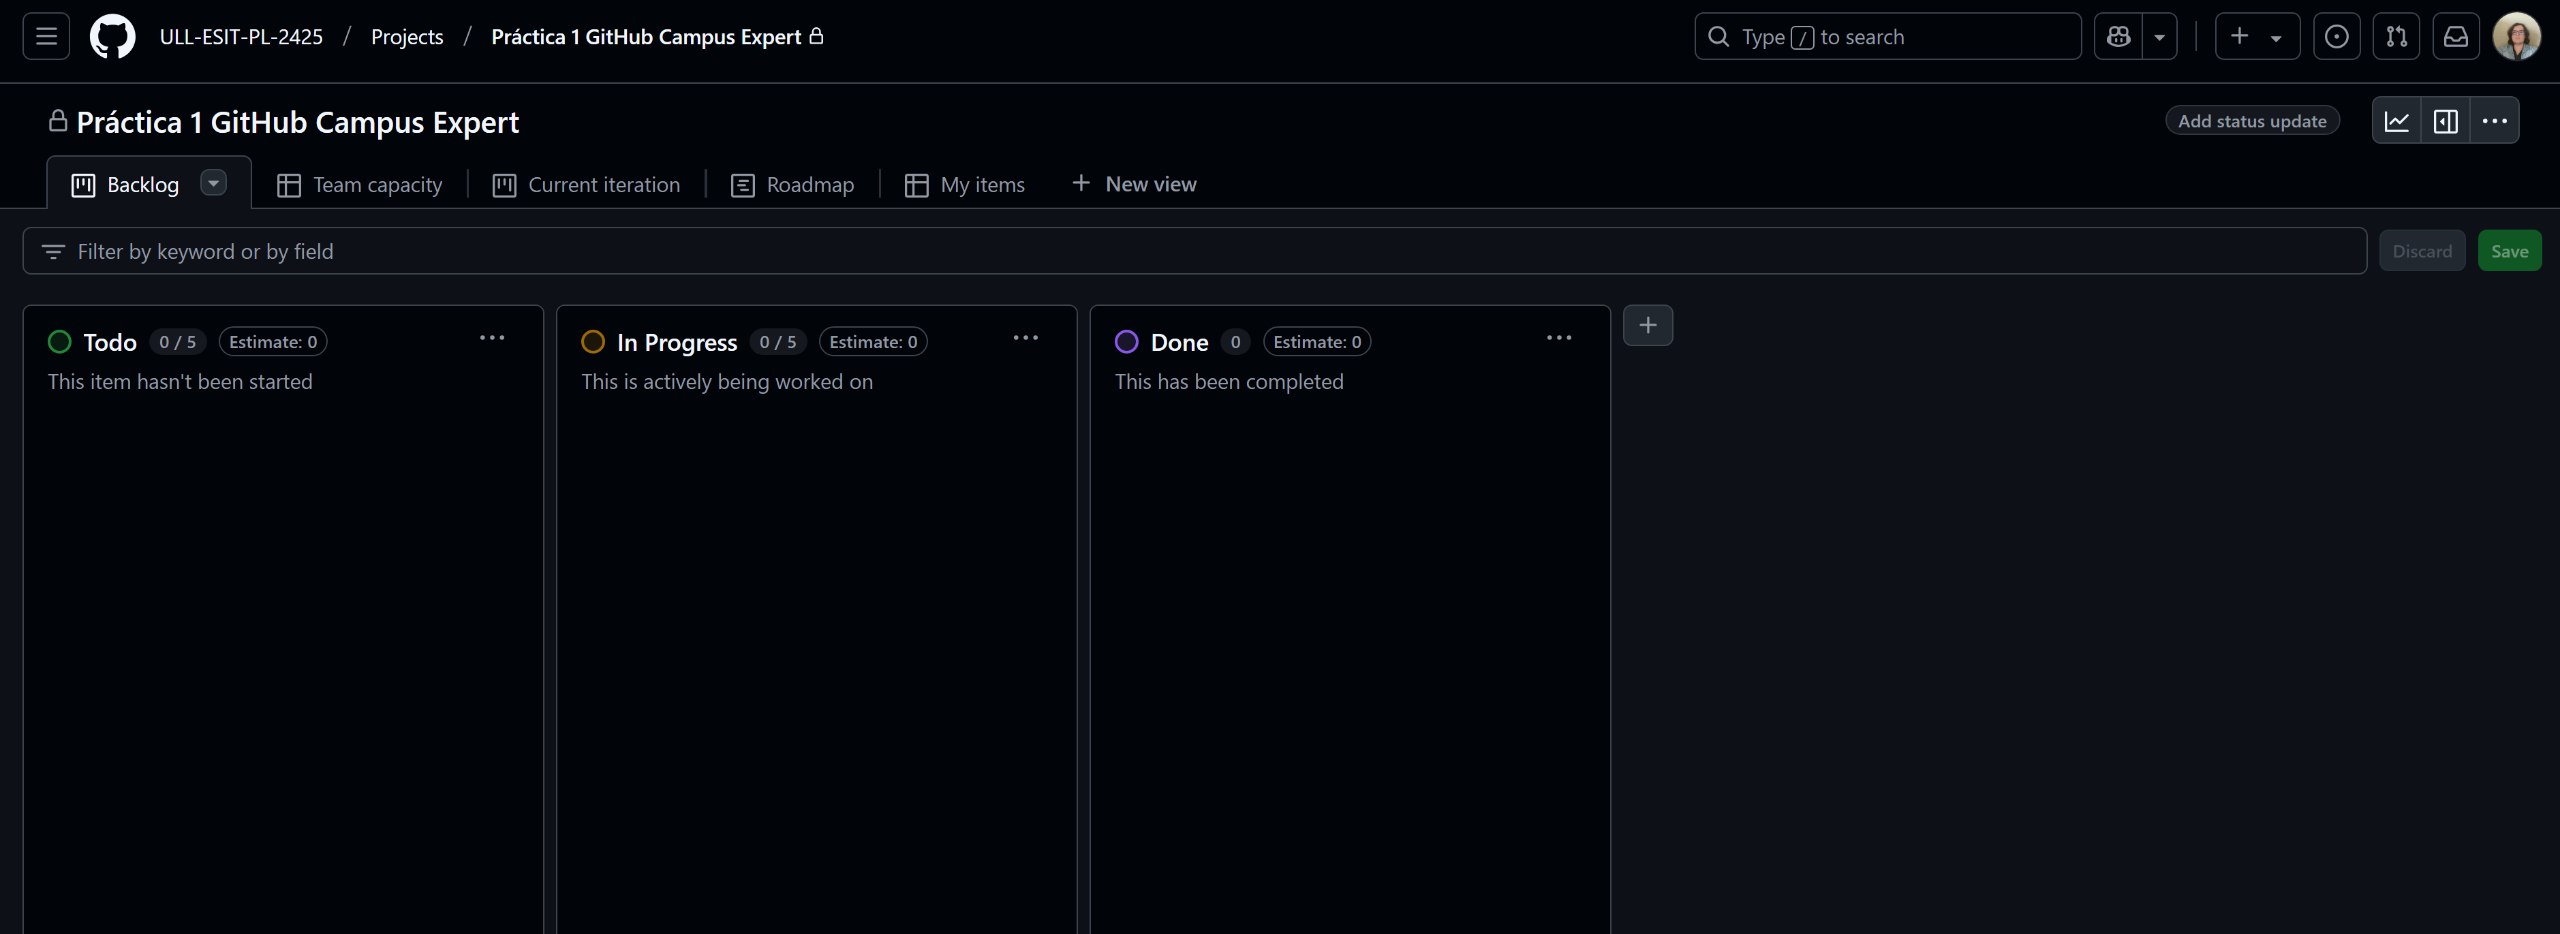 ULL-ESIT-PL-2425 / Projects / Práctica 1 GitHub Campus Expert
Type / to search
Práctica 1 GitHub Campus Expert
Add status update
Backlog
Team capacity
Current iteration
Roadmap
My items
New view
Filter by keyword or by field
Discard
Save
Todo 0 / 5 Estimate: 0
This item hasn't been started
In Progress 0 / 5 Estimate: 0
This is actively being worked on
Done 0 Estimate: 0
This has been completed